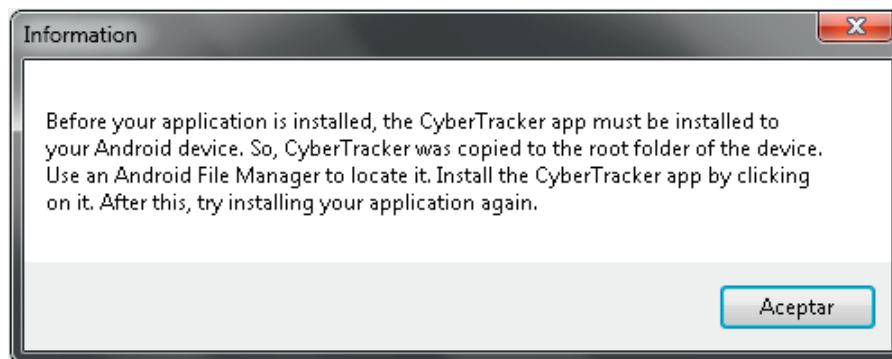 Information
Before your application is installed, the CyberTracker app must be installed to
your Android device. So, CyberTracker was copied to the root folder of the device.
Use an Android File Manager to locate it. Install the CyberTracker app by clicking
on it. After this, try installing your application again.
Aceptar